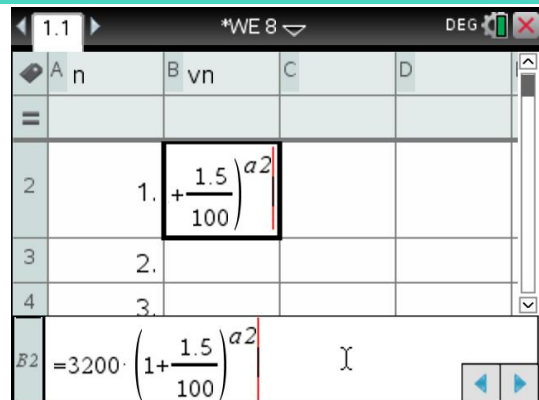 1.1 *WE 8 DEG
A n B vn C D
=
2 1. +1.5/100)^a2
3 2.
4 3.
B2 =3200·(1+1.5/100)^a2